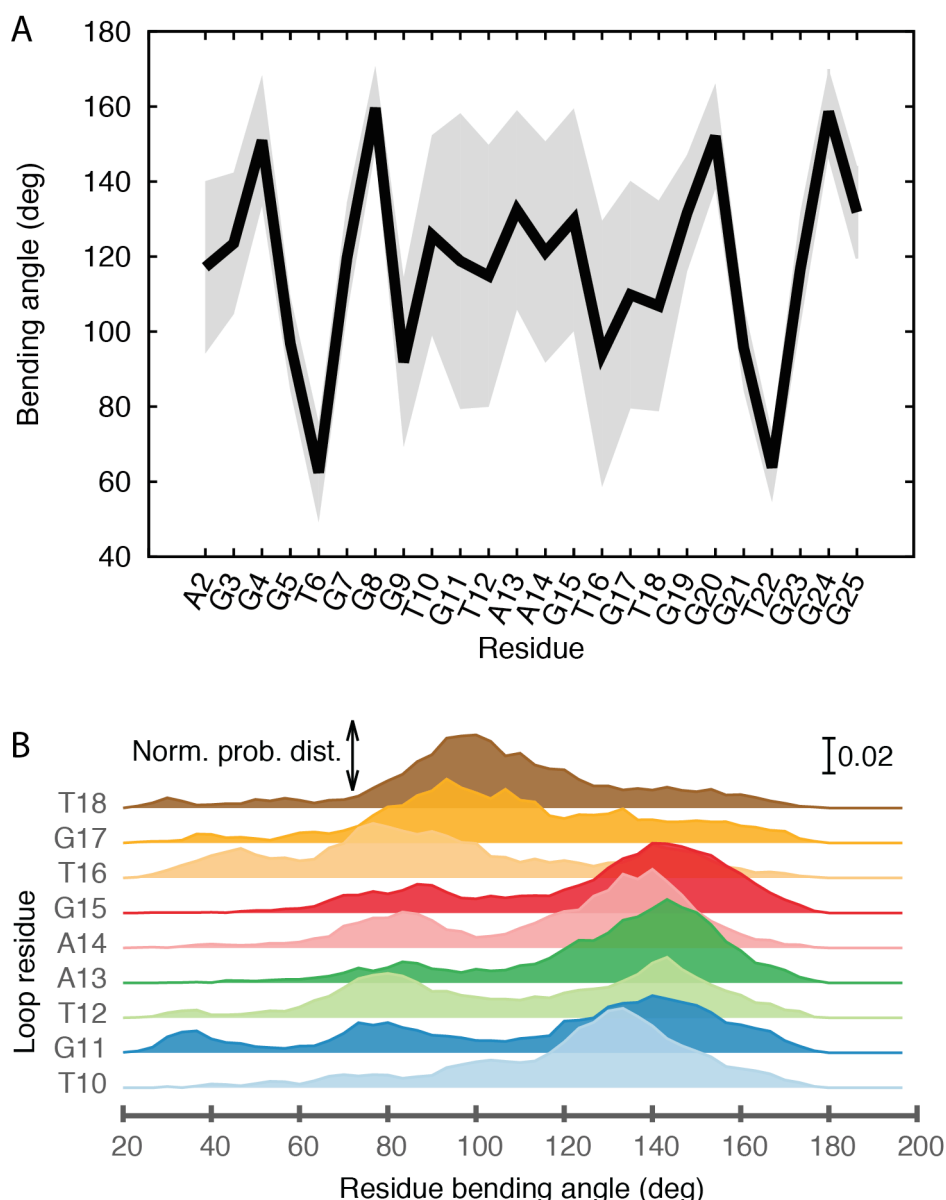 A
180
160
140
120
100
80
60
40
Bending angle (deg)
A2
G3
G4
G5
T6
G7
G8
G9
T10
G11
T12
A13
A14
G15
T16
G17
T18
G19
G20
G21
T22
G23
G24
G25
Residue
B
Norm. prob. dist.
0.02
Loop residue
T18
G17
T16
G15
A14
A13
T12
G11
T10
20 40 60 80 100 120 140 160 180 200
Residue bending angle (deg)